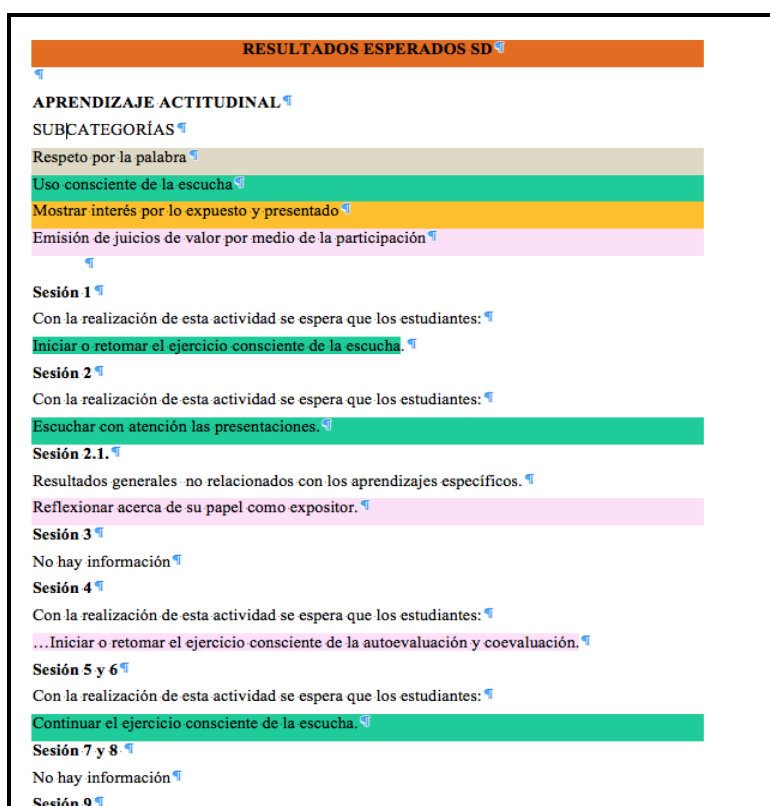 RESULTADOS ESPERADOS SD¶
¶
APRENDIZAJE ACTITUDINAL¶
SUBCATEGORÍAS¶
Respeto por la palabra¶
Uso consciente de la escucha¶
Mostrar interés por lo expuesto y presentado¶
Emisión de juicios de valor por medio de la participación¶
¶
Sesión 1¶
Con la realización de esta actividad se espera que los estudiantes:¶
Iniciar o retomar el ejercicio consciente de la escucha.¶
Sesión 2¶
Con la realización de esta actividad se espera que los estudiantes:¶
Escuchar con atención las presentaciones.¶
Sesión 2.1.¶
Resultados generales no relacionados con los aprendizajes específicos.¶
Reflexionar acerca de su papel como expositor.¶
Sesión 3¶
No hay información¶
Sesión 4¶
Con la realización de esta actividad se espera que los estudiantes:¶
…Iniciar o retomar el ejercicio consciente de la autoevaluación y coevaluación.¶
Sesión 5 y 6¶
Con la realización de esta actividad se espera que los estudiantes:¶
Continuar el ejercicio consciente de la escucha.¶
Sesión 7 y 8¶
No hay información¶
Sesión 9¶